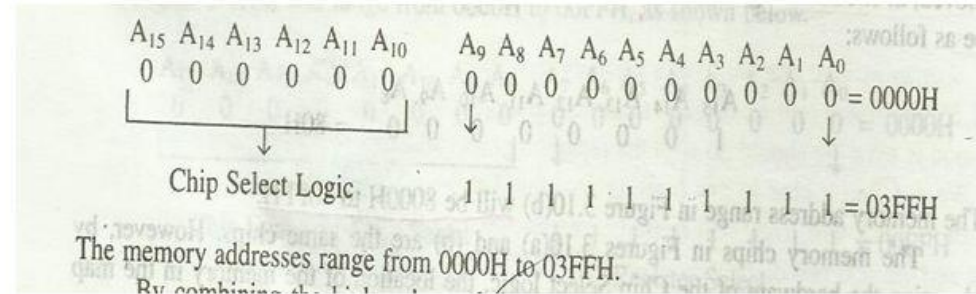 A₁₅ A₁₄ A₁₃ A₁₂ A₁₁ A₁₀ A₉ A₈ A₇ A₆ A₅ A₄ A₃ A₂ A₁ A₀
0 0 0 0 0 0 0 0 0 0 0 0 0 0 0 0 = 0000H
Chip Select Logic 1 1 1 1 1 1 1 1 1 1 = 03FFH
The memory addresses range from 0000H to 03FFH.
By combining the